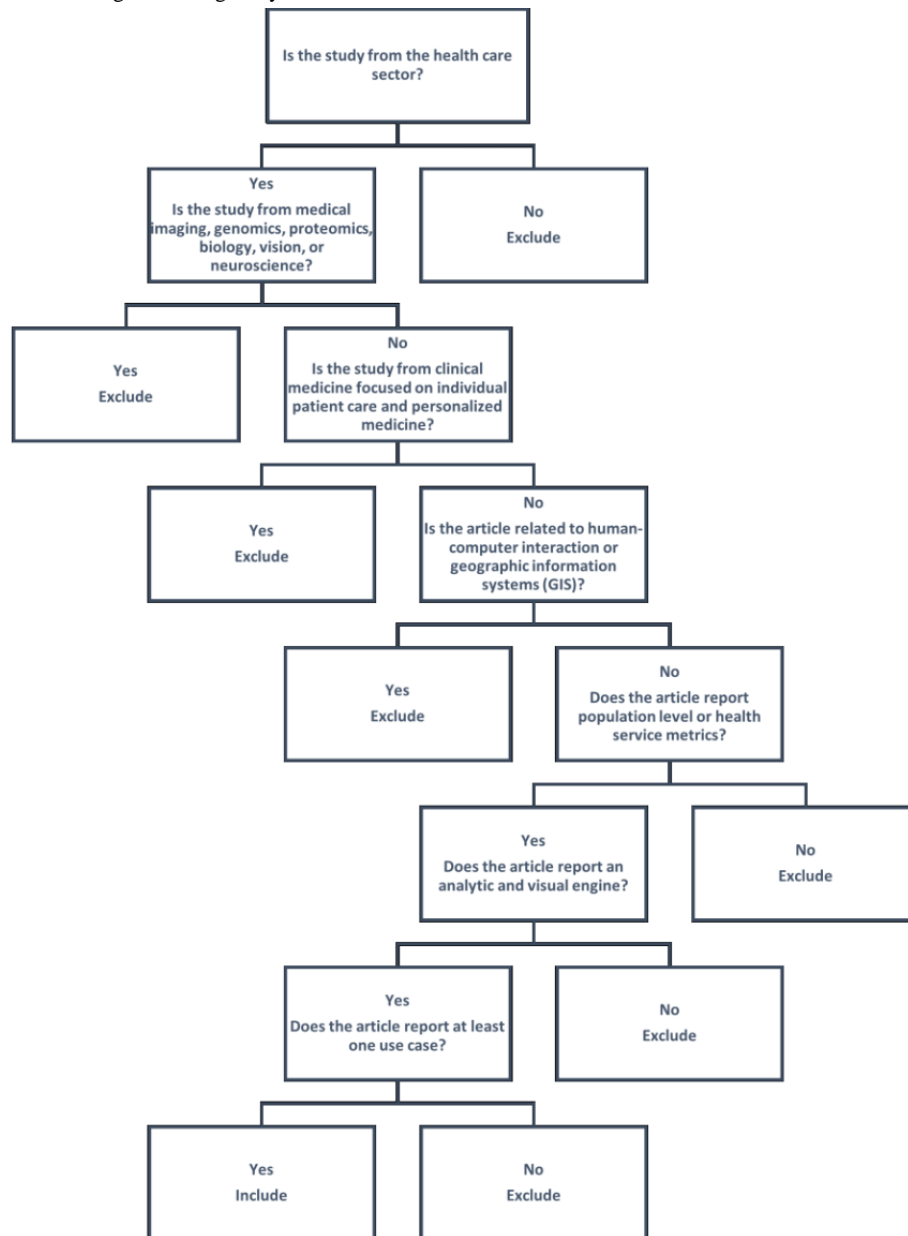 Is the study from the health care
sector?
Yes
Is the study from medical
imaging, genomics, proteomics,
biology, vision, or
neuroscience?
No
Exclude
Yes
Exclude
No
Is the study from clinical
medicine focused on individual
patient care and personalized
medicine?
Yes
Exclude
No
Is the article related to human-
computer interaction or
geographic information
systems (GIS)?
Yes
Exclude
No
Does the article report
population level or health
service metrics?
Yes
Does the article report an
analytic and visual engine?
No
Exclude
Yes
Does the article report at least
one use case?
No
Exclude
Yes
Include
No
Exclude